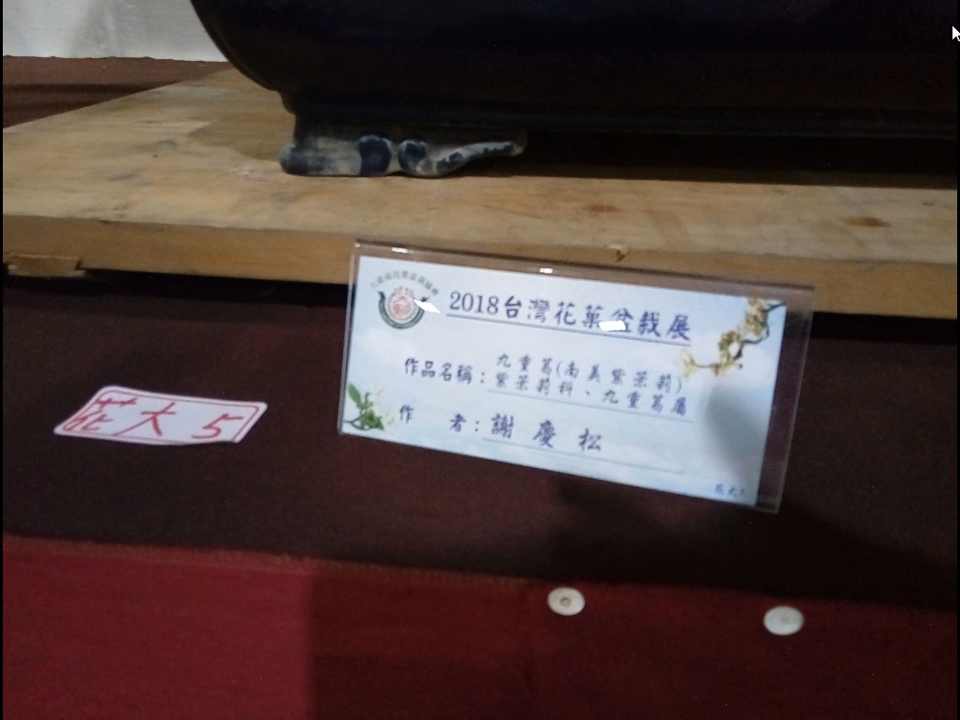 2018台灣花菓盆栽展
作品名稱：九重葛(南美紫茉莉)
紫茉莉科、九重葛屬
作 者：謝慶松
花大5